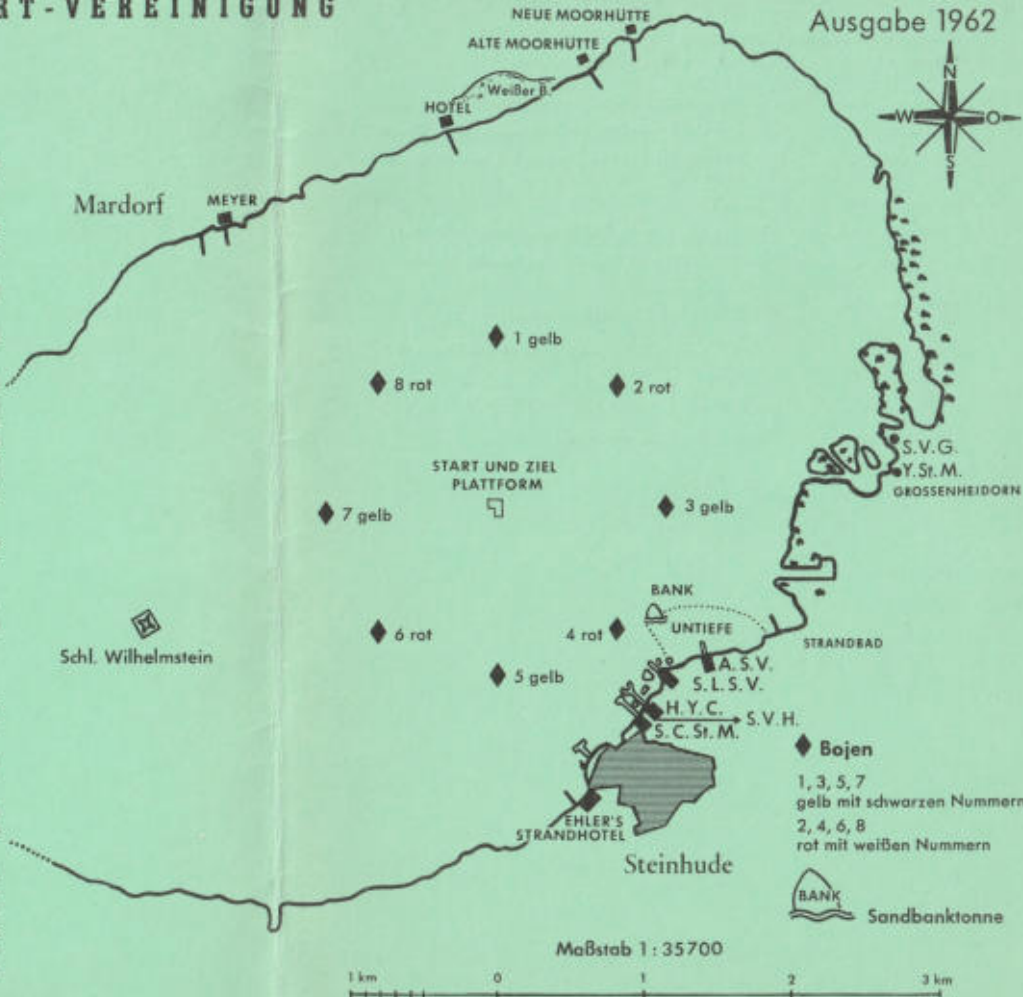 RT-VEREINIGUNG
Ausgabe 1962
NEUE MOORHÜTTE
ALTE MOORHÜTTE
Weißer B.
HOTEL
N
W
O
S
Mardorf
MEYER
1 gelb
8 rot
2 rot
START UND ZIEL
PLATTFORM
7 gelb
3 gelb
S.V.G.
Y.St.M.
GROSSENHEIDORN
BANK
UNTIEFE
6 rot
4 rot
5 gelb
STRANDBAD
Schl. Wilhelmstein
A.S.V.
S.L.S.V.
H.Y.C.
S.V.H.
S.C.St.M.
EHLER'S
STRANDHOTEL
Steinhude
Bojen
1, 3, 5, 7
gelb mit schwarzen Nummern
2, 4, 6, 8
rot mit weißen Nummern
BANK
Sandbanktonne
Maßstab 1 : 35700
1 km
0
1
2
3 km